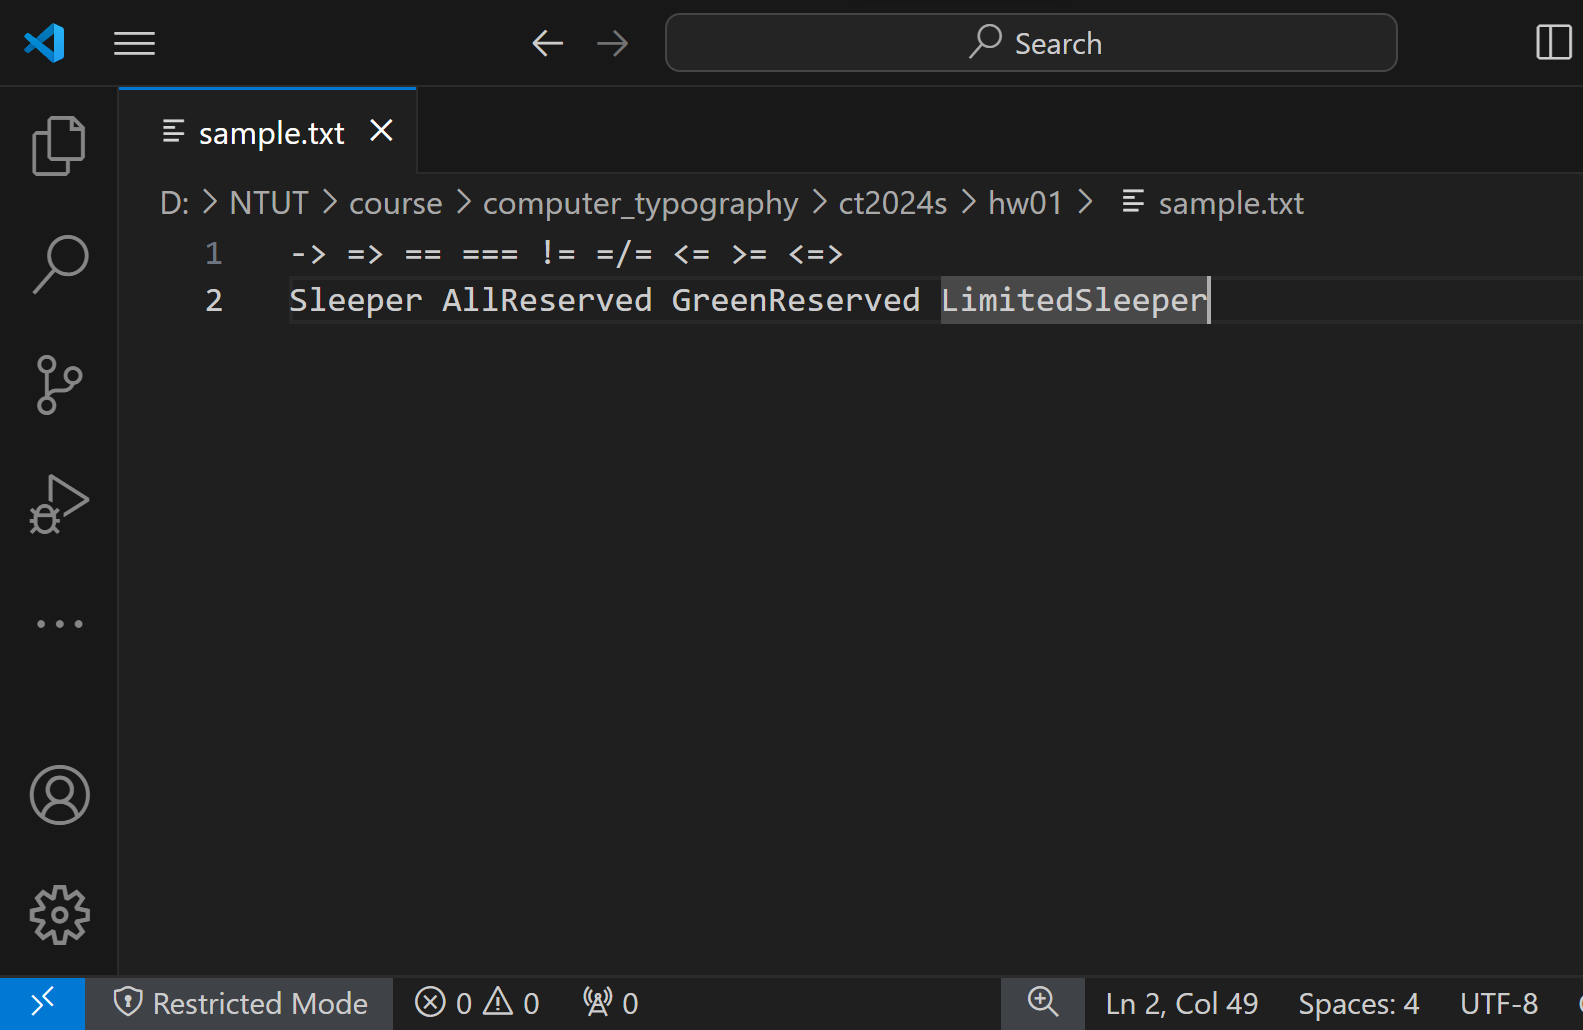 Search
sample.txt
D: > NTUT > course > computer_typography > ct2024s > hw01 > sample.txt
1 -> => == === != =/= <= >= <=>
2 Sleeper AllReserved GreenReserved LimitedSleeper
Restricted Mode 0 0 0 Ln 2, Col 49 Spaces: 4 UTF-8